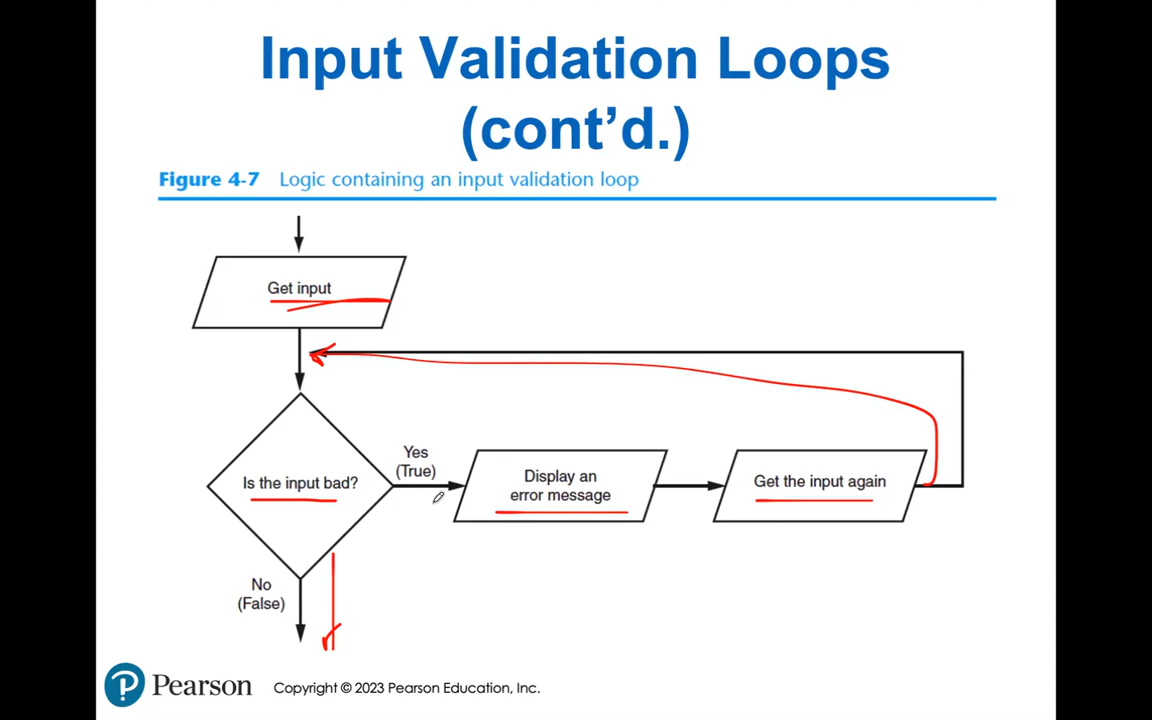 Input Validation Loops
(cont’d.)
Figure 4-7 Logic containing an input validation loop
Get input
Is the input bad?
Yes
(True)
Display an
error message
Get the input again
No
(False)
Pearson
Copyright © 2023 Pearson Education, Inc.